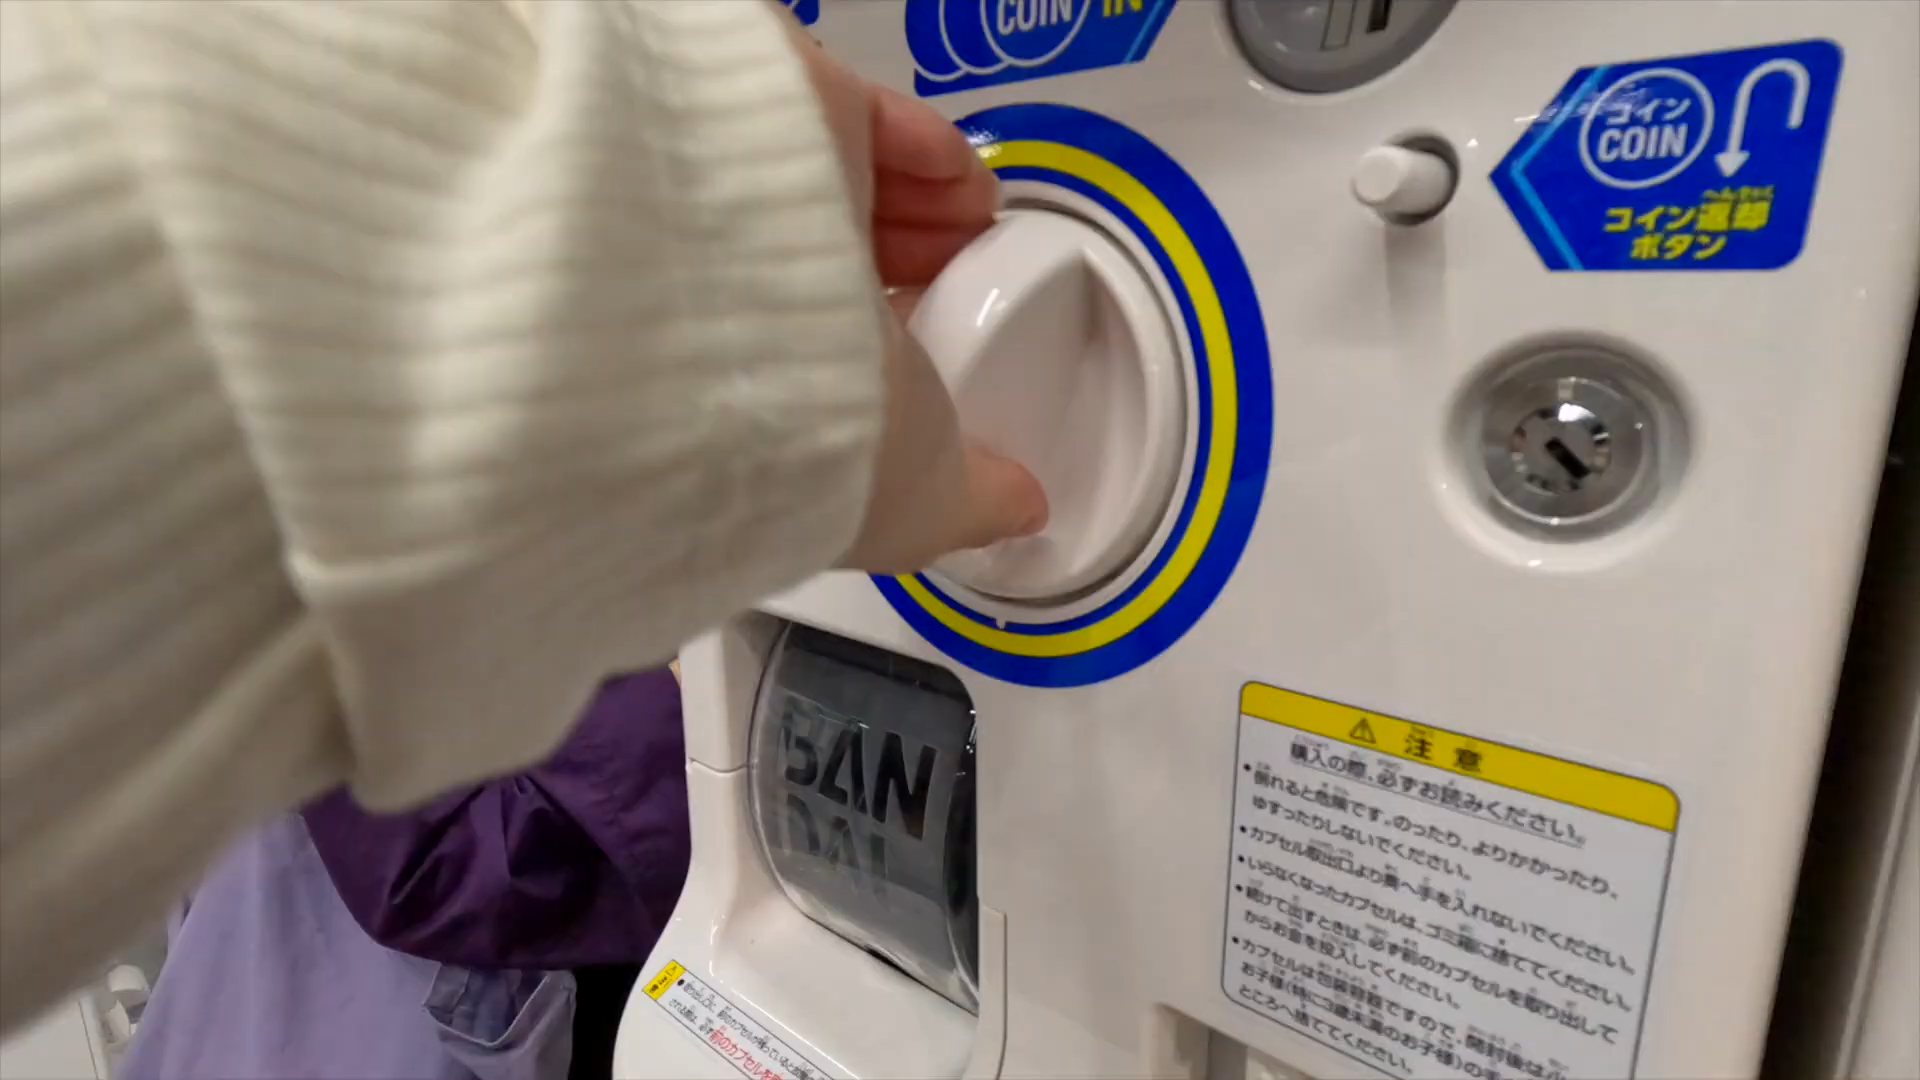 COIN IN
コイン
COIN
コイン返却
ボタン
BAN
DAI
注意
購入の際、必ずお読みください。
・倒れると危険です。のったり、よりかかったり、
ゆすったりしないでください。
・カプセル取出口より奥へ手を入れないでください。
・いらなくなったカプセルは、ゴミ箱に捨ててください。
・続けて出すときは、必ず前のカプセルを取り出して
からお金を投入してください。
・カプセルは包装容器ですので、開封後は
お子様(特に3歳未満のお子様)の
ところへ捨ててください。
前のカプセルを